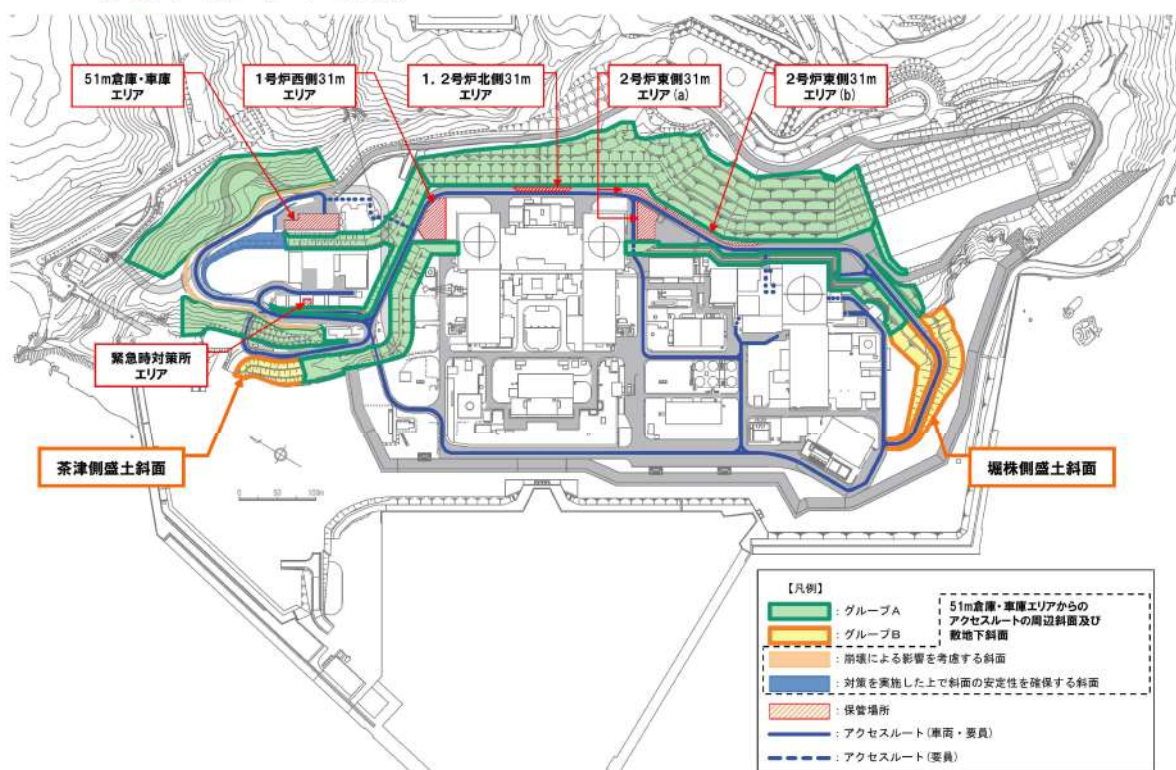 51m倉庫・車庫
エリア
1号炉西側31m
エリア
1．2号炉北側31m
エリア
2号炉東側31m
エリア(a)
2号炉東側31m
エリア(b)
緊急時対策所
エリア
茶津側盛土斜面
堀株側盛土斜面
0 50 100m
【凡例】
：グループA
：グループB
51m倉庫・車庫エリアからの
アクセスルートの周辺斜面及び
敷地下斜面
：崩壊による影響を考慮する斜面
：対策を実施した上で斜面の安定性を確保する斜面
：保管場所
：アクセスルート(車両・要員)
：アクセスルート(要員)